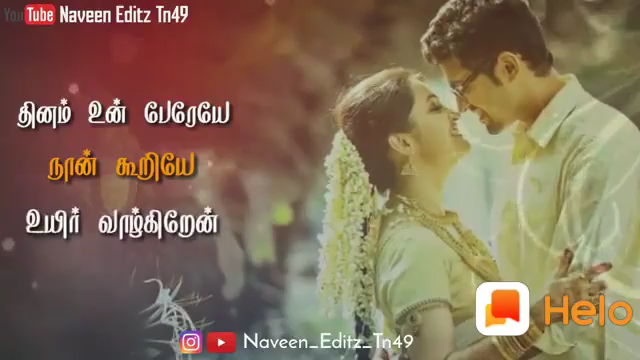 YouTube Naveen Editz Tn49
தினம் உன் பேரேயே
நான் கூறியே
உயிர் வாழ்கிறேன்
Helo
Naveen_Editz_Tn49